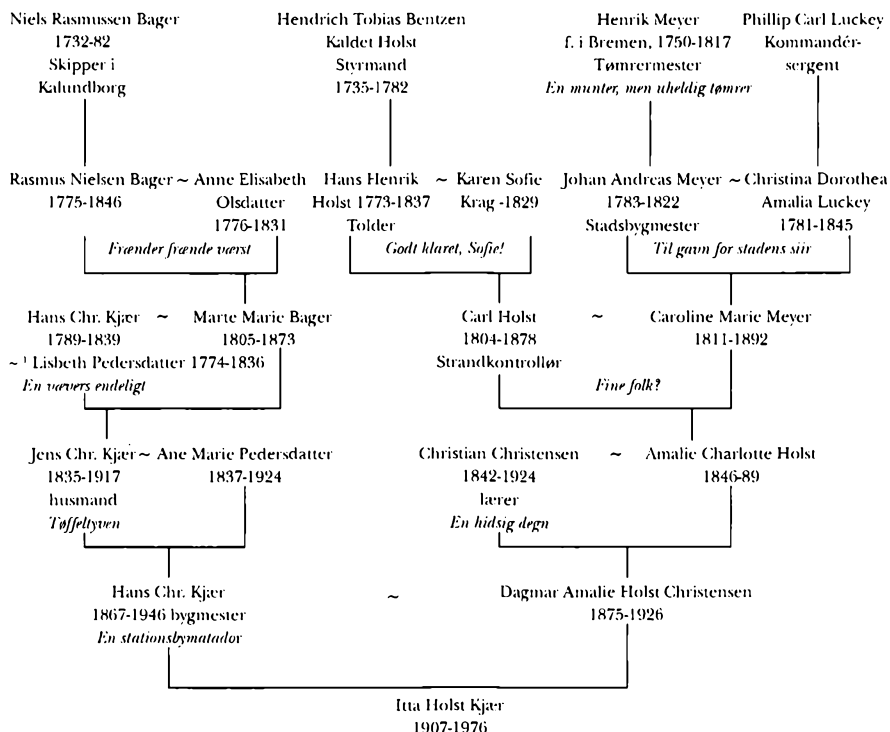 Niels Rasmussen Bager
1732-82
Skipper i
Kalundborg
Hendrich Tobias Bentzen
Kaldet Holst
Styrmand
1735-1782
Henrik Meyer
f. i Bremen, 1750-1817
Tømrermester
En munter, men uheldig tømrer
Phillip Carl Luckey
Kommandér-
sergent
Rasmus Nielsen Bager ~ Anne Elisabeth
1775-1846 Olsdatter
1776-1831
Frænder frænde værst
Hans Henrik ~ Karen Sofie
Holst 1773-1837 Krag -1829
Tolder
Godt klaret, Sofie!
Johan Andreas Meyer ~ Christina Dorothea
1783-1822 Amalia Luckey
Stadsbygmester 1781-1845
Til gavn for stadens siir
Hans Chr. Kjær ~ Marte Marie Bager
1789-1839 1805-1873
~ 1 Lisbeth Pedersdatter 1774-1836
En vævers endeligt
Carl Holst ~ Caroline Marie Meyer
1804-1878 1811-1892
Strandkontrollør
Fine folk?
Jens Chr. Kjær ~ Ane Marie Pedersdatter
1835-1917 1837-1924
husmand
Tøffeltyven
Christian Christensen ~ Amalie Charlotte Holst
1842-1924 1846-89
lærer
En hidsig degn
Hans Chr. Kjær ~ Dagmar Amalie Holst Christensen
1867-1946 bygmester 1875-1926
En stationsbymatador
Itta Holst Kjær
1907-1976